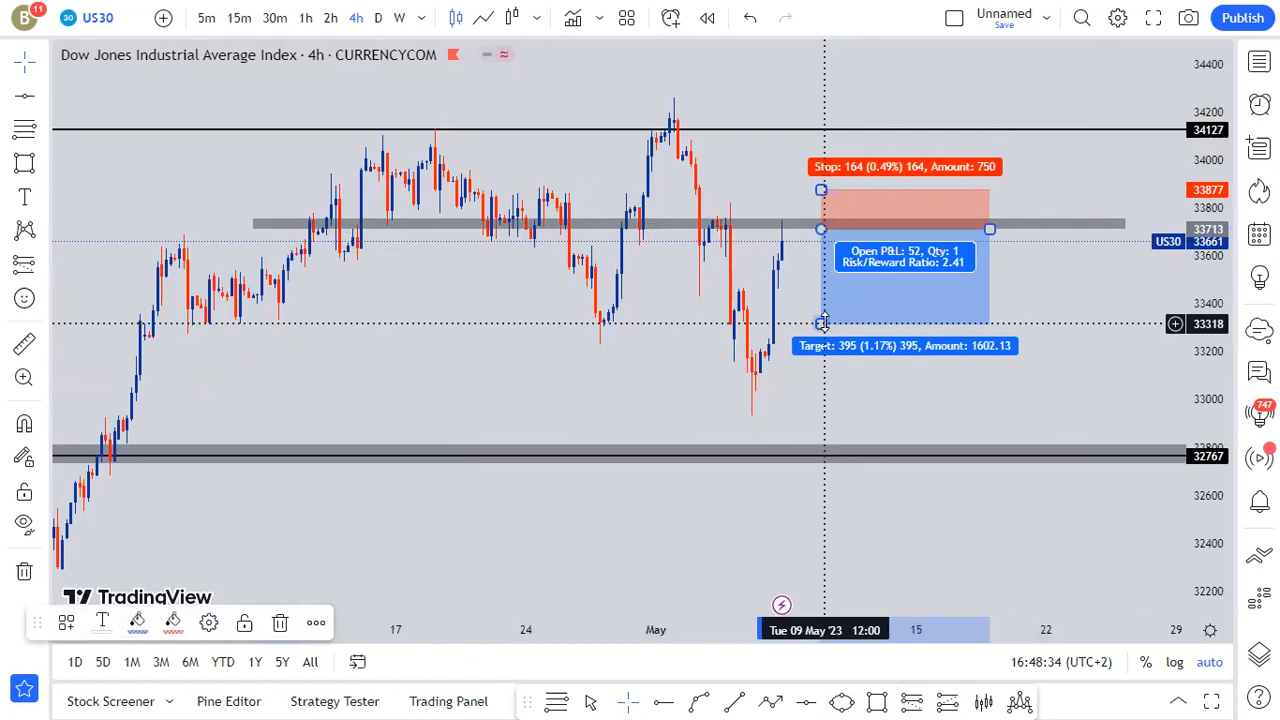 B 11 30 US30 5m 15m 30m 1h 2h 4h D W Unnamed Save Publish
Dow Jones Industrial Average Index · 4h · CURRENCYCOM
34400
34200
34127
34000
Stop: 164 (0.49%) 164, Amount: 750
33877
33800
33713
US30 33661
Open P&L: 52, Qty: 1
33600
Risk/Reward Ratio: 2.41
33400
33318
Target: 395 (1.17%) 395, Amount: 1602.13
33200
33000
747
32800
32767
32600
32400
32200
TradingView
17 24 May Tue 09 May '23 12:00 15 22 29
1D 5D 1M 3M 6M YTD 1Y 5Y All 16:48:34 (UTC+2) % log auto
Stock Screener Pine Editor Strategy Tester Trading Panel